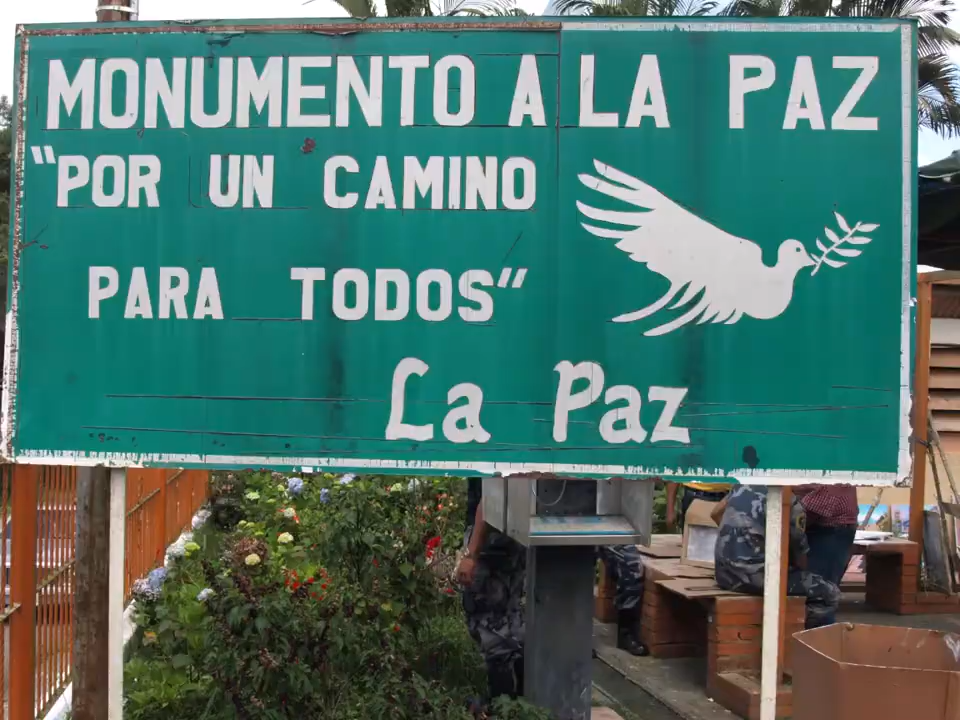 MONUMENTO A LA PAZ
“POR UN CAMINO
PARA TODOS“
La Paz